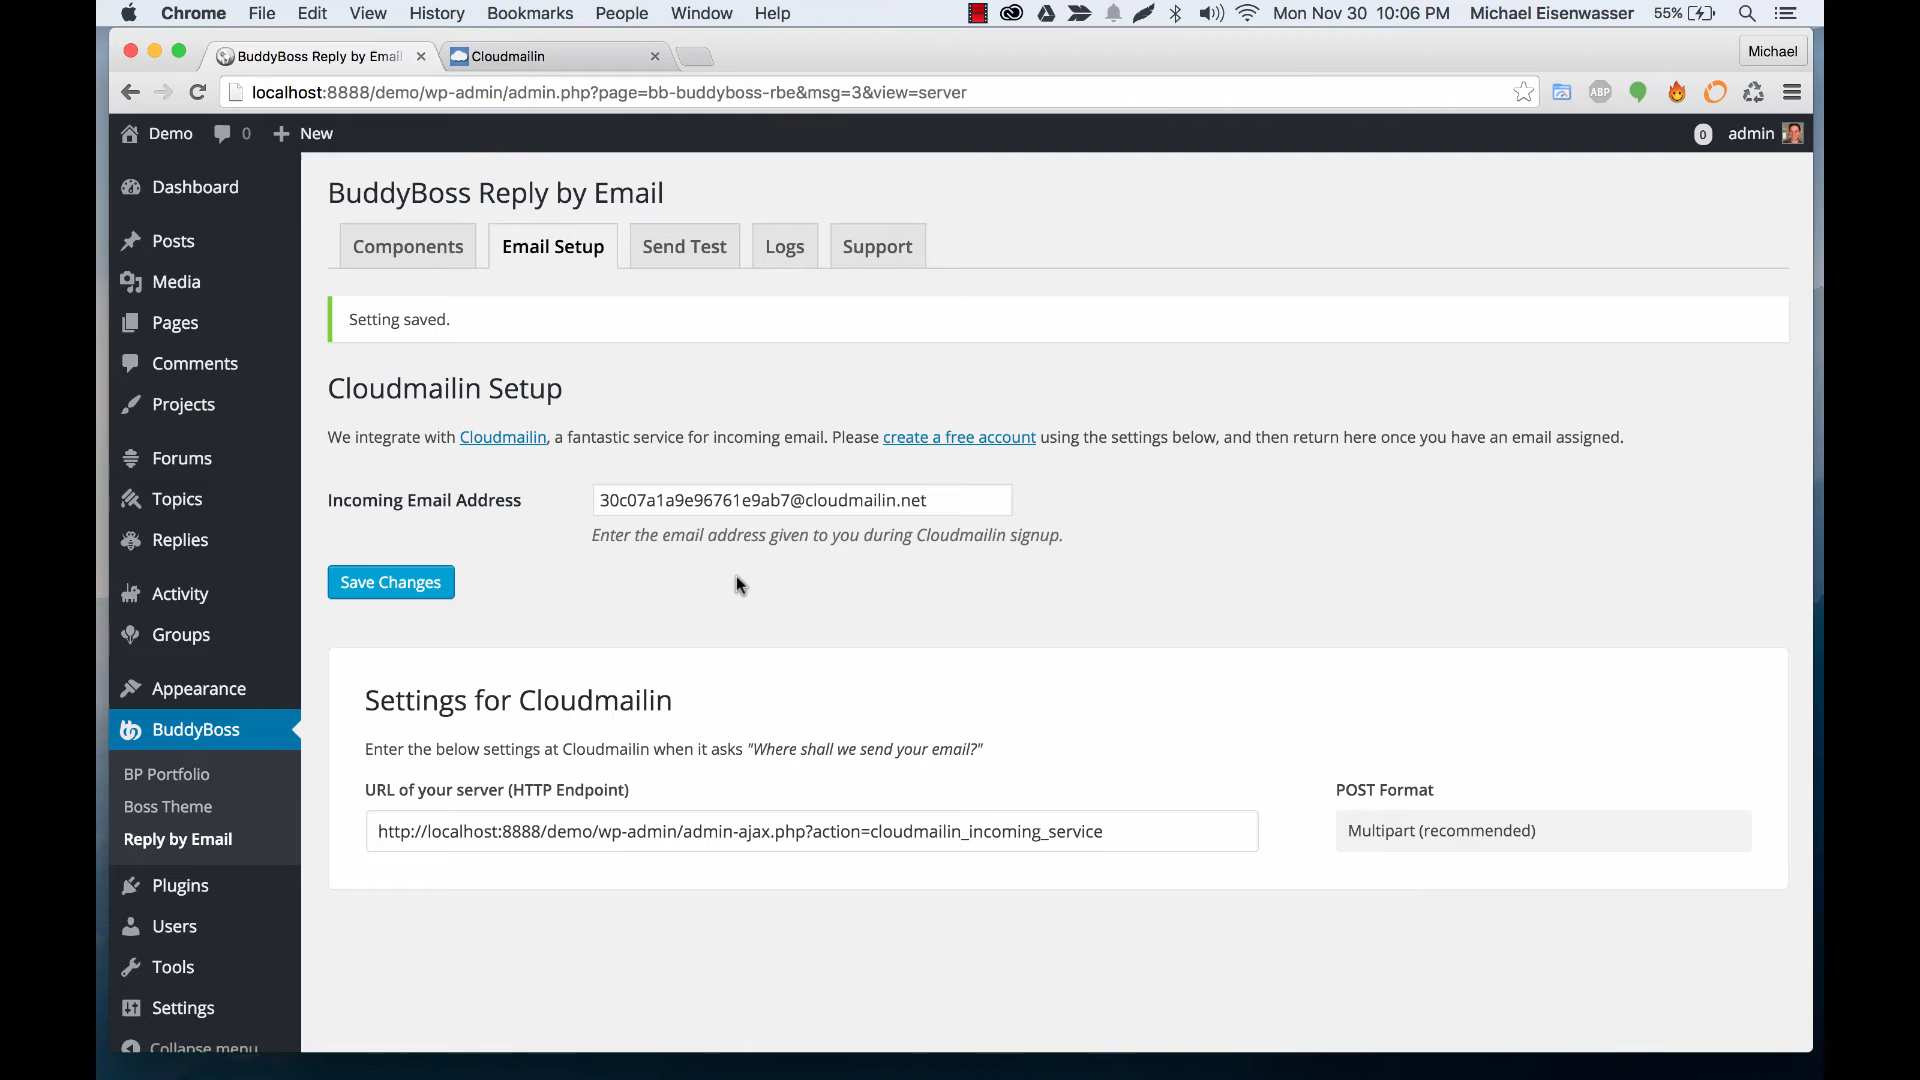 Chrome File Edit View History Bookmarks People Window Help Mon Nov 30 10:06 PM Michael Eisenwasser 55%
BuddyBoss Reply by Email Cloudmailin Michael
localhost:8888/demo/wp-admin/admin.php?page=bb-buddyboss-rbe&msg=3&view=server ABP
Demo 0 New 0 admin
Dashboard
Posts
Media
Pages
Comments
Projects
Forums
Topics
Replies
Activity
Groups
Appearance
BuddyBoss
BP Portfolio
Boss Theme
Reply by Email
Plugins
Users
Tools
Settings
Collapse menu
BuddyBoss Reply by Email
Components Email Setup Send Test Logs Support
Setting saved.
Cloudmailin Setup
We integrate with Cloudmailin, a fantastic service for incoming email. Please create a free account using the settings below, and then return here once you have an email assigned.
Incoming Email Address 30c07a1a9e96761e9ab7@cloudmailin.net
Enter the email address given to you during Cloudmailin signup.
Save Changes
Settings for Cloudmailin
Enter the below settings at Cloudmailin when it asks "Where shall we send your email?"
URL of your server (HTTP Endpoint) POST Format
http://localhost:8888/demo/wp-admin/admin-ajax.php?action=cloudmailin_incoming_service Multipart (recommended)